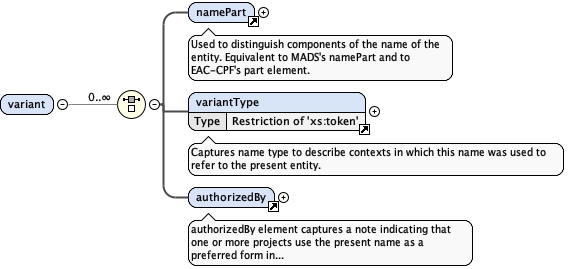 namePart
Used to distinguish components of the name of the
entity. Equivalent to MADS's namePart and to
EAC-CPF's part element.
variant
0..∞
variantType
Type Restriction of 'xs:token'
Captures name type to describe contexts in which this name was used to
refer to the present entity.
authorizedBy
authorizedBy element captures a note indicating that
one or more projects use the present name as a
preferred form in...